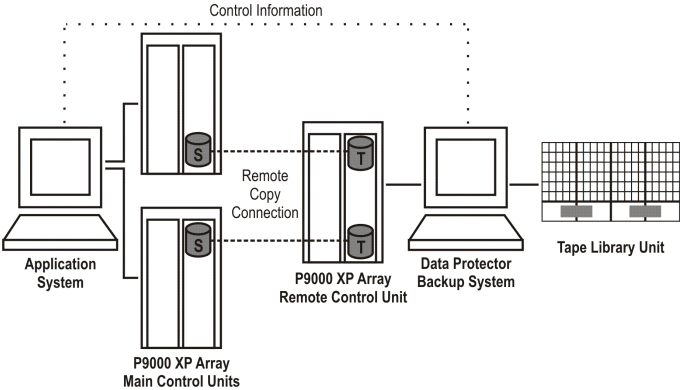 Control Information
S
T
Remote
Copy
Connection
S
T
Application
System
P9000 XP Array
Remote Control Unit
Data Protector
Backup System
Tape Library Unit
P9000 XP Array
Main Control Units